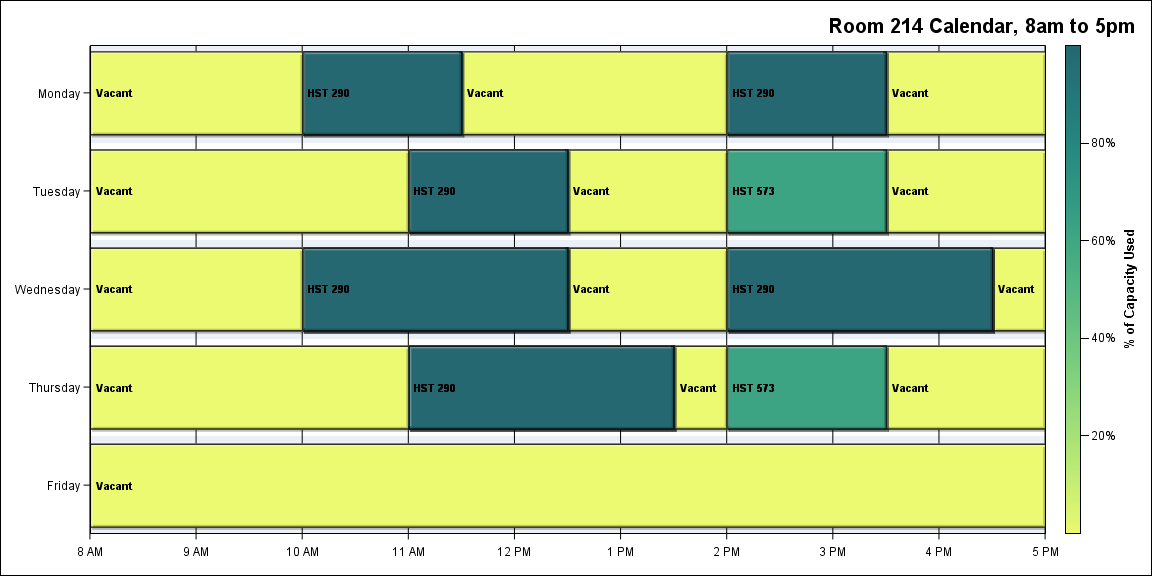 Room 214 Calendar, 8am to 5pm
Monday
Vacant
HST 290
Vacant
HST 290
Vacant
Tuesday
Vacant
HST 290
Vacant
HST 573
Vacant
Wednesday
Vacant
HST 290
Vacant
HST 290
Vacant
Thursday
Vacant
HST 290
Vacant
HST 573
Vacant
Friday
Vacant
8 AM
9 AM
10 AM
11 AM
12 PM
1 PM
2 PM
3 PM
4 PM
5 PM
80%
60%
40%
20%
% of Capacity Used